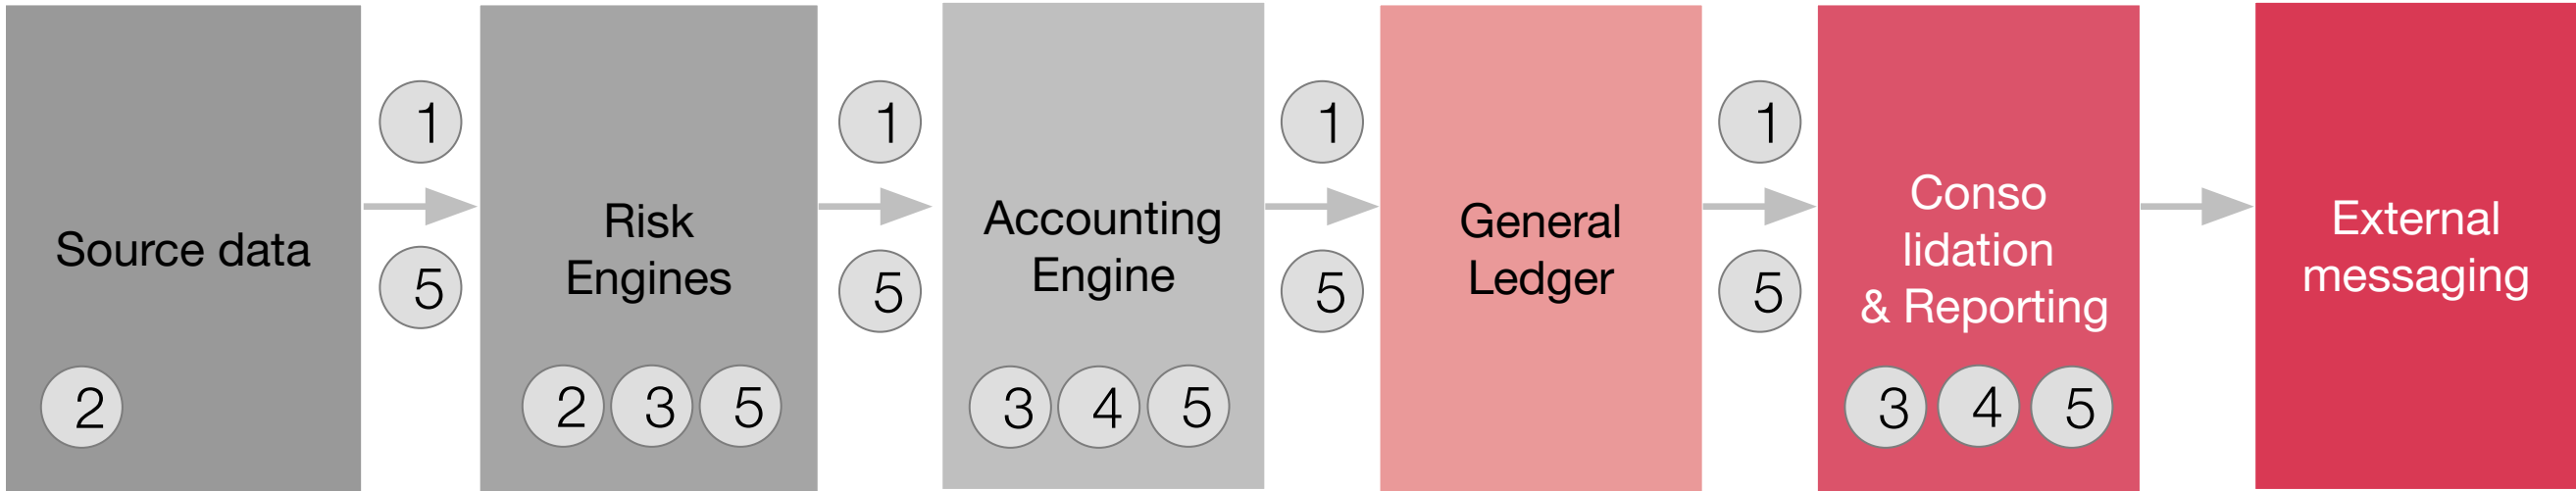 Source data
2
1
5
Risk
Engines
2 3 5
1
5
Accounting
Engine
3 4 5
1
5
General
Ledger
1
5
Conso
lidation
& Reporting
3 4 5
External
messaging